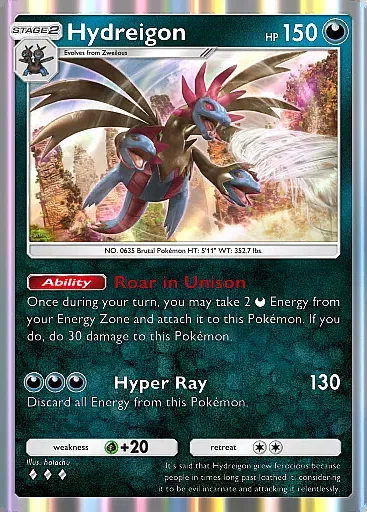 STAGE 2 Hydreigon HP 150
Evolves from Zweilous
NO. 0635 Brutal Pokémon HT: 5'11" WT: 352.7 lbs.
Ability Roar in Unison
Once during your turn, you may take 2 Energy from
your Energy Zone and attach it to this Pokémon. If you
do, do 30 damage to this Pokémon.
Hyper Ray 130
Discard all Energy from this Pokémon.
weakness +20 retreat
Illus. hatachu
It is said that Hydreigon grew ferocious because
people in times long past loathed it, considering
it to be evil incarnate and attacking it relentlessly.